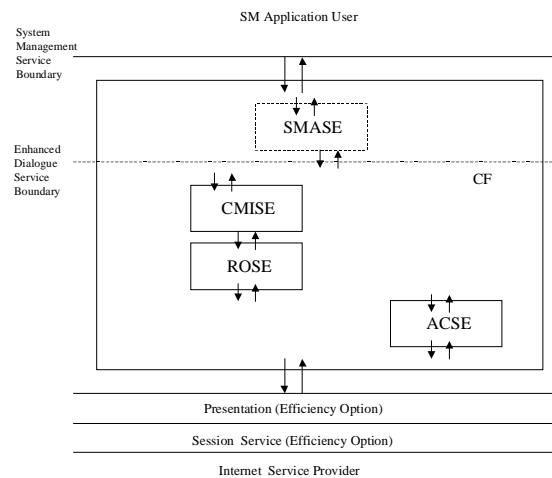 SM Application User
System
Management
Service
Boundary
SMASE
Enhanced
Dialogue
Service
Boundary
CF
CMISE
ROSE
ACSE
Presentation (Efficiency Option)
Session Service (Efficiency Option)
Internet Service Provider